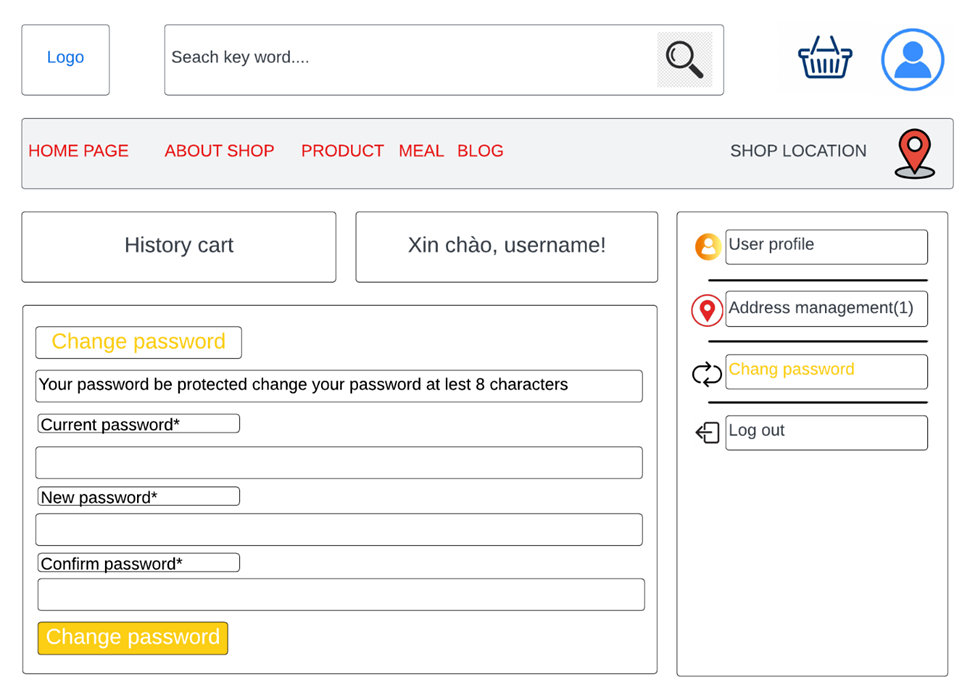 Logo
Seach key word....
HOME PAGE ABOUT SHOP PRODUCT MEAL BLOG SHOP LOCATION
History cart
Xin chào, username!
Change password
Your password be protected change your password at lest 8 characters
Current password*
New password*
Confirm password*
Change password
User profile
Address management(1)
Chang password
Log out